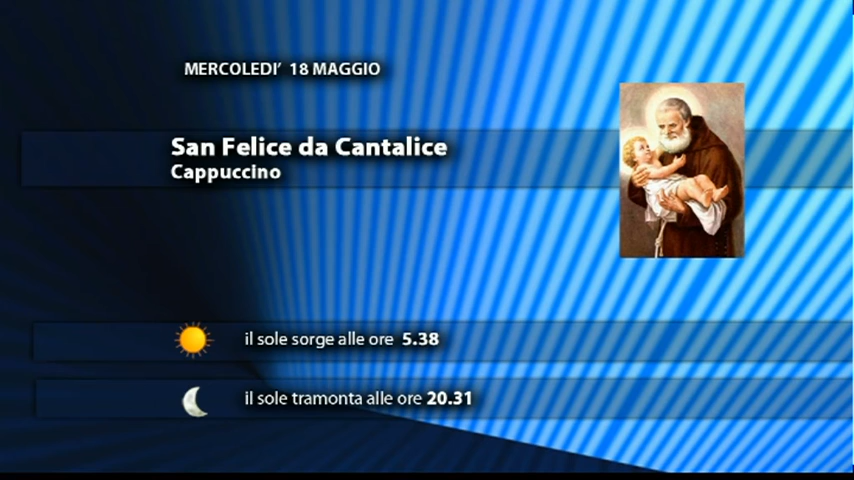 MERCOLEDI’ 18 MAGGIO
San Felice da Cantalice
Cappuccino
il sole sorge alle ore 5.38
il sole tramonta alle ore 20.31